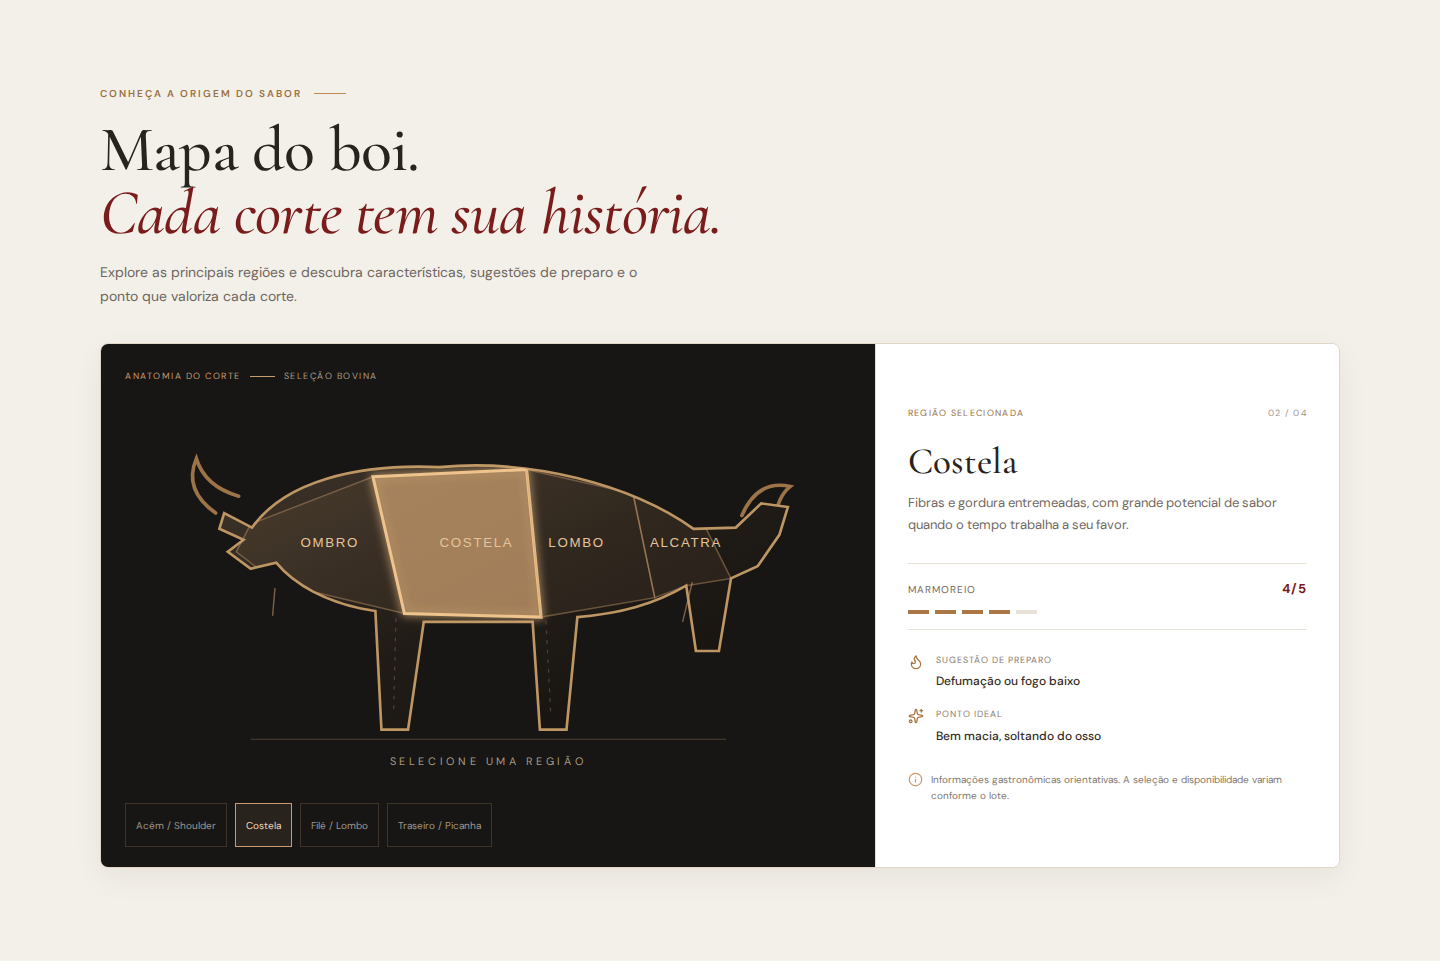 CONHEÇA A ORIGEM DO SABOR
Mapa do boi.
Cada corte tem sua história.
Explore as principais regiões e descubra características, sugestões de preparo e o
ponto que valoriza cada corte.
ANATOMIA DO CORTE
SELEÇÃO BOVINA
OMBRO
COSTELA
LOMBO
ALCATRA
SELECIONE UMA REGIÃO
Acém / Shoulder
Costela
Filé / Lombo
Traseiro / Picanha
REGIÃO SELECIONADA
02 / 04
Costela
Fibras e gordura entremeadas, com grande potencial de sabor
quando o tempo trabalha a seu favor.
MARMOREIO
4/5
SUGESTÃO DE PREPARO
Defumação ou fogo baixo
PONTO IDEAL
Bem macia, soltando do osso
Informações gastronômicas orientativas. A seleção e disponibilidade variam
conforme o lote.